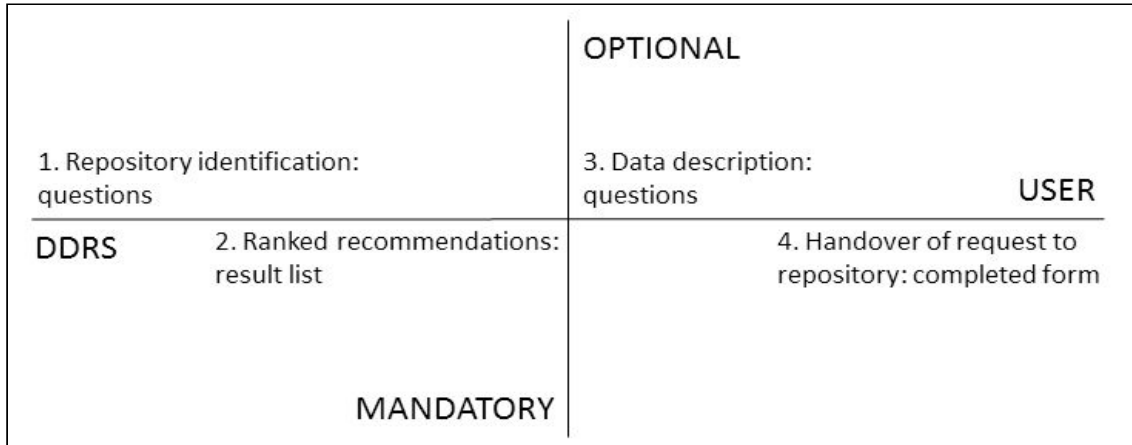 OPTIONAL
1. Repository identification:
questions
3. Data description:
questions
USER
DDRS
2. Ranked recommendations:
result list
4. Handover of request to
repository: completed form
MANDATORY